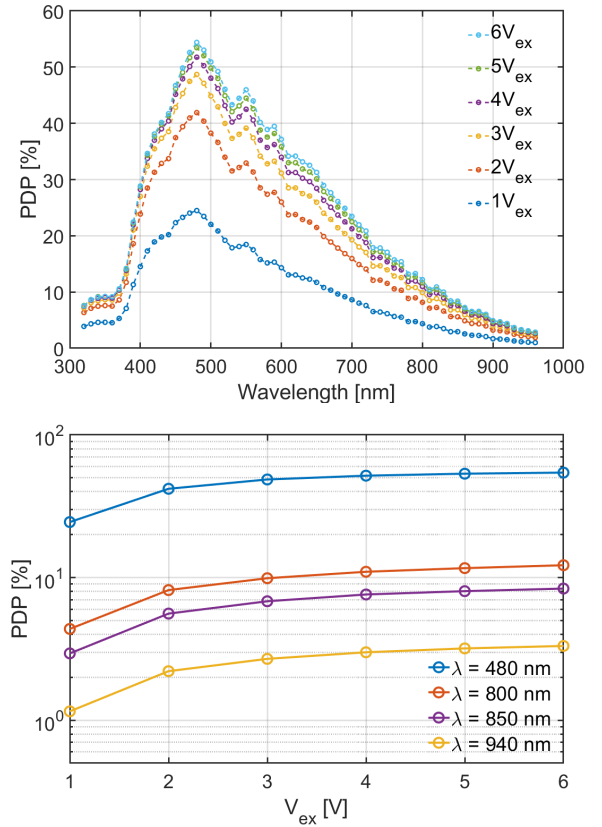 60
50
40
30
20
10
0
PDP [%]
6Vex
5Vex
4Vex
3Vex
2Vex
1Vex
300 400 500 600 700 800 900 1000
Wavelength [nm]
10²
10¹
10⁰
PDP [%]
λ = 480 nm
λ = 800 nm
λ = 850 nm
λ = 940 nm
1 2 3 4 5 6
Vex [V]